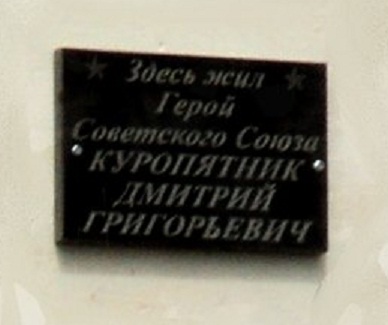 Здесь жил
Герой
Советского Союза
КУРОПЯТНИК
ДМИТРИЙ
ГРИГОРЬЕВИЧ